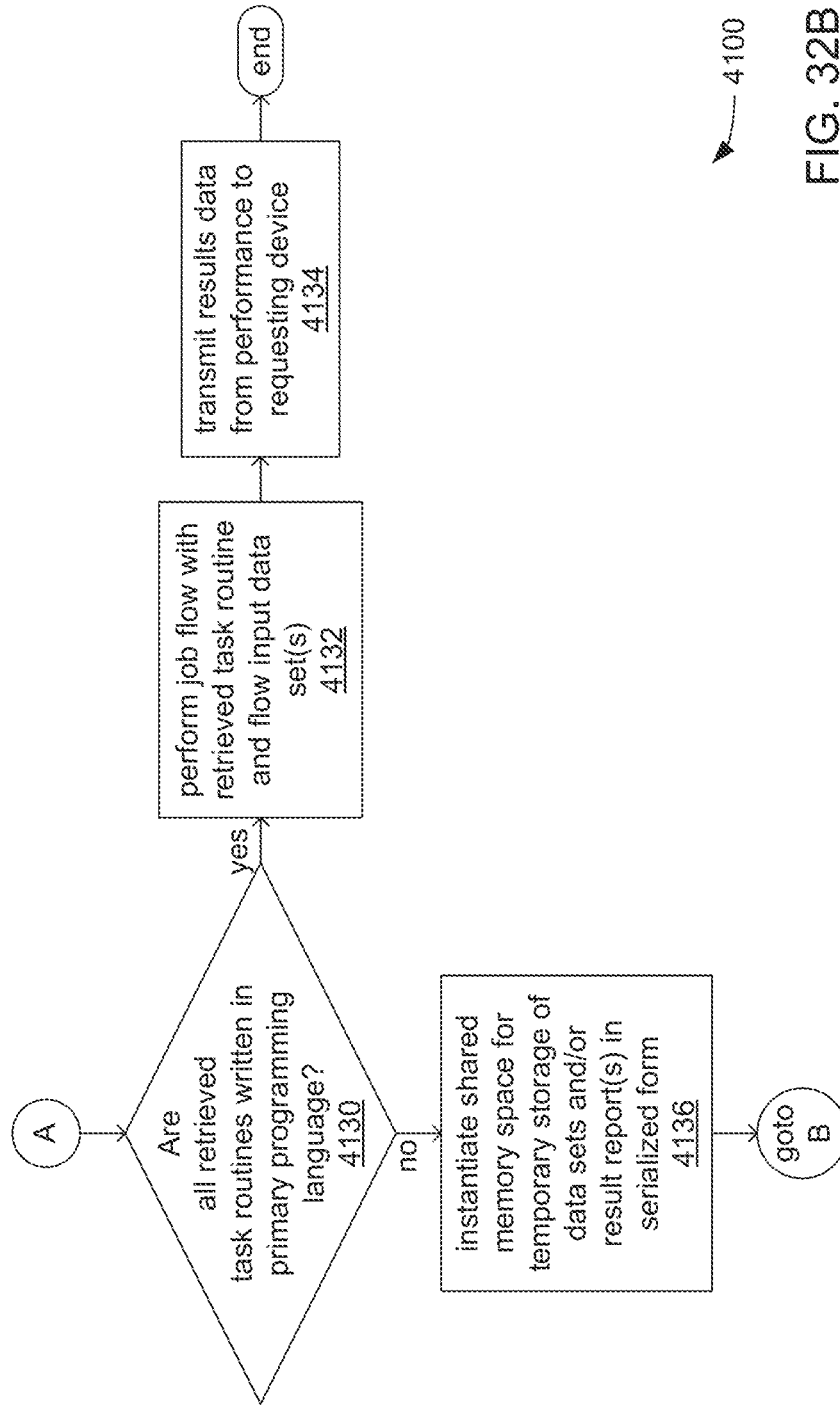 A
Are
all retrieved
task routines written in
primary programming
language?
4130
yes
perform job flow with
retrieved task routine
and flow input data
set(s)
4132
transmit results data
from performance to
requesting device
4134
end
no
instantiate shared
memory space for
temporary storage of
data sets and/or
result report(s) in
serialized form
4136
goto
B
4100
FIG. 32B